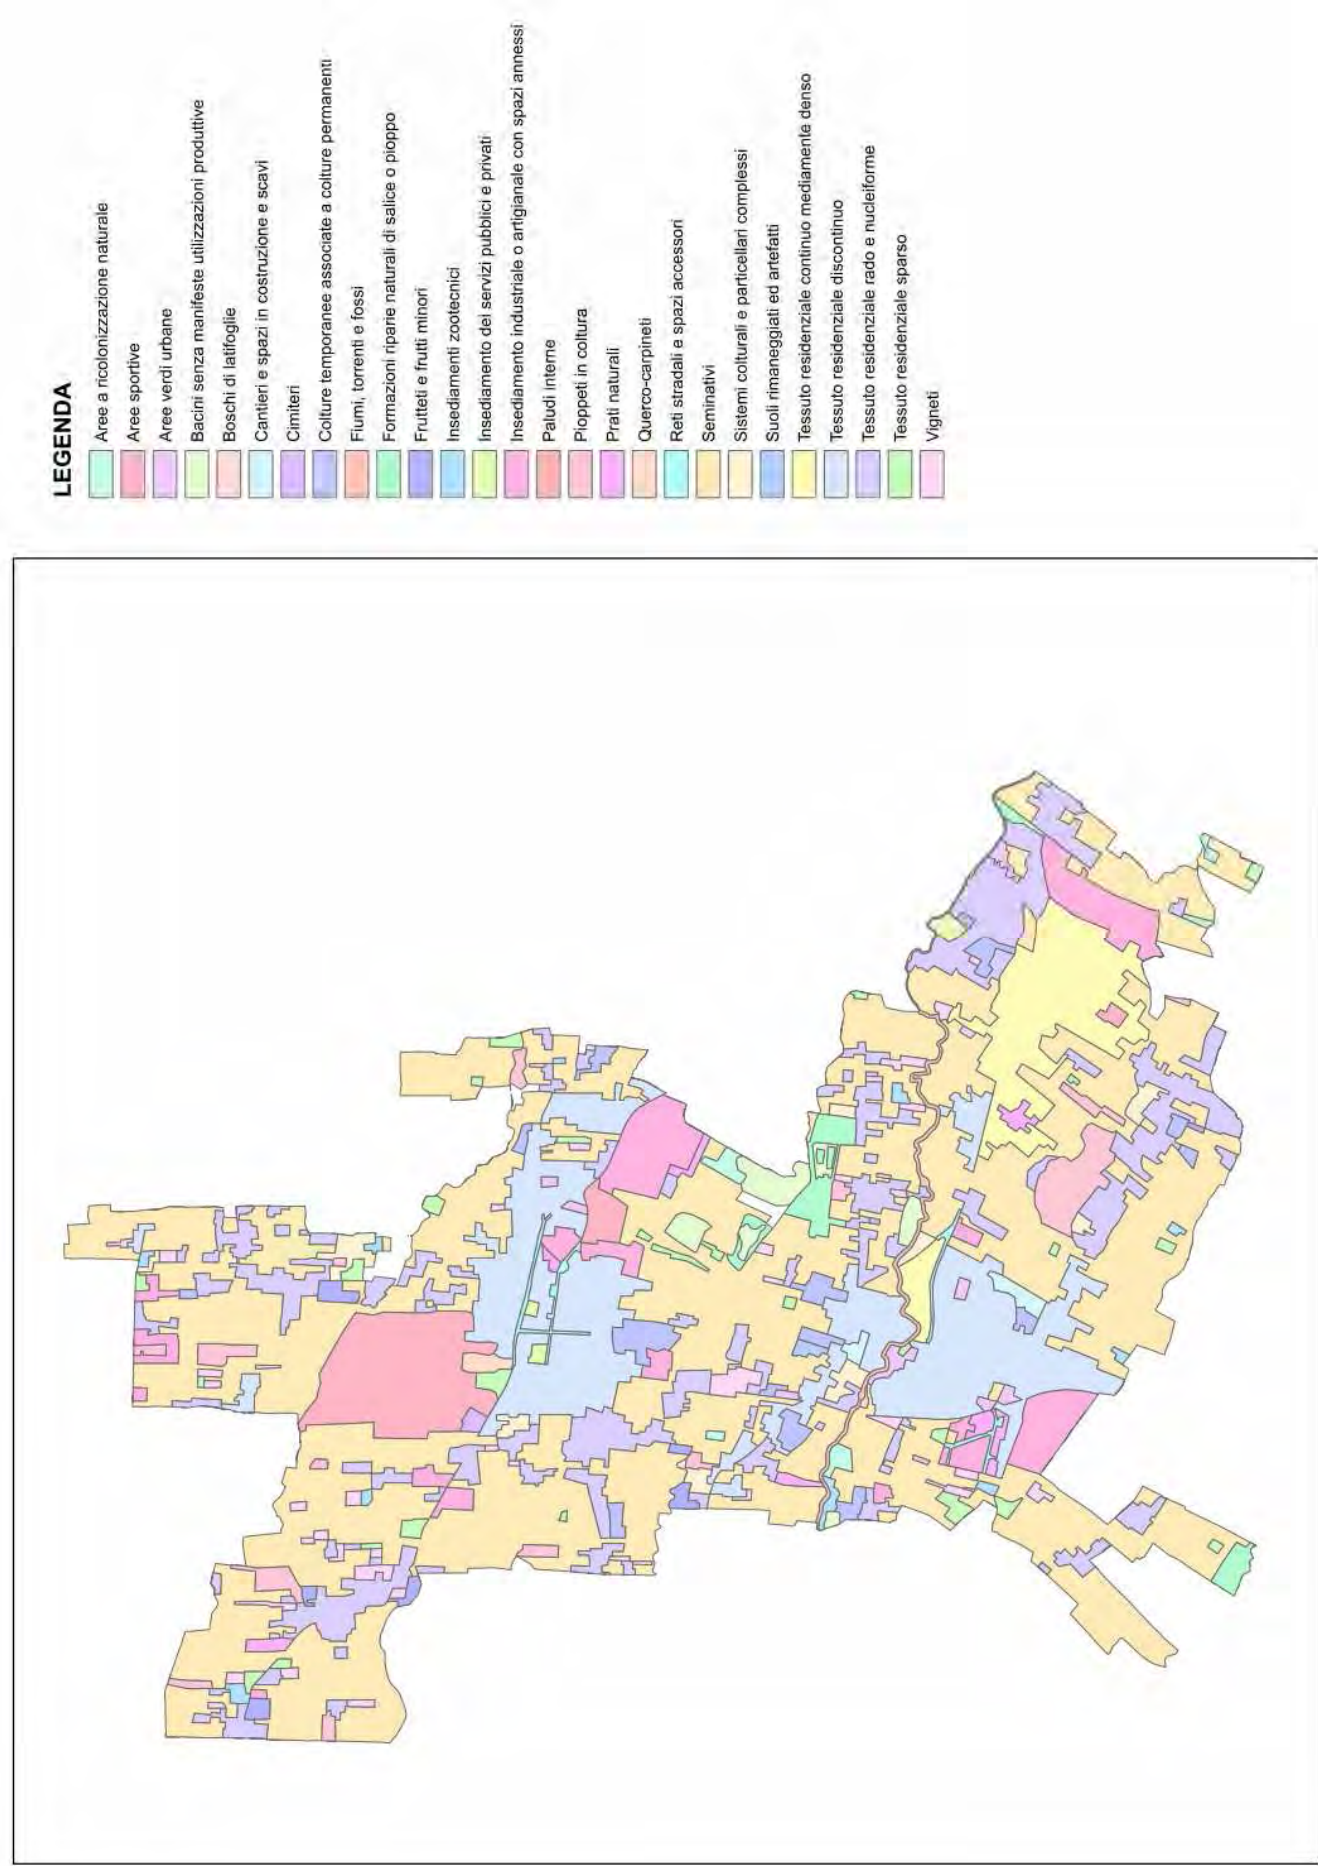 LEGENDA
Aree a ricolonizzazione naturale
Aree sportive
Aree verdi urbane
Bacini senza manifeste utilizzazioni produttive
Boschi di latifoglie
Cantieri e spazi in costruzione e scavi
Cimiteri
Colture temporanee associate a colture permanenti
Fiumi, torrenti e fossi
Formazioni riparie naturali di salice o pioppo
Frutteti e frutti minori
Insediamenti zootecnici
Insediamento dei servizi pubblici e privati
Insediamento industriale o artigianale con spazi annessi
Paludi interne
Pioppeti in coltura
Prati naturali
Querco-carpineti
Reti stradali e spazi accessori
Seminativi
Sistemi colturali e particellari complessi
Suoli rimaneggiati ed artefatti
Tessuto residenziale continuo mediamente denso
Tessuto residenziale discontinuo
Tessuto residenziale rado e nucleiforme
Tessuto residenziale sparso
Vigneti